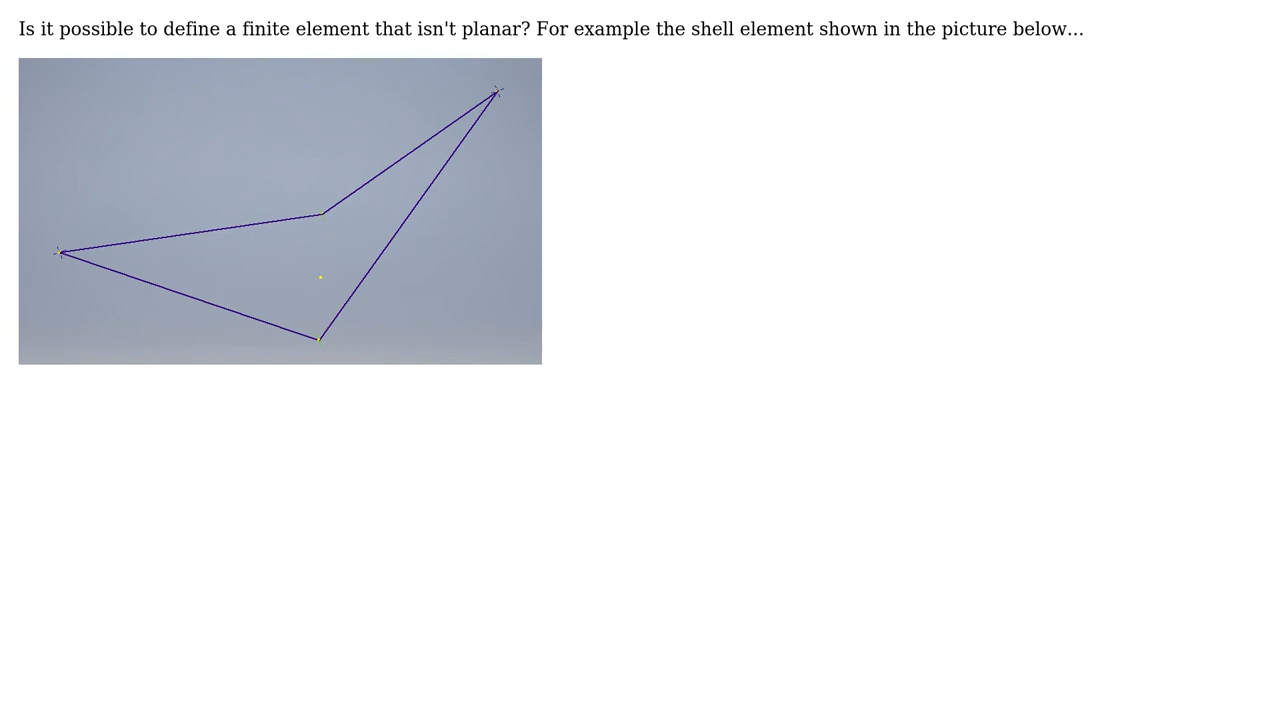 Is it possible to define a finite element that isn't planar? For example the shell element shown in the picture below...